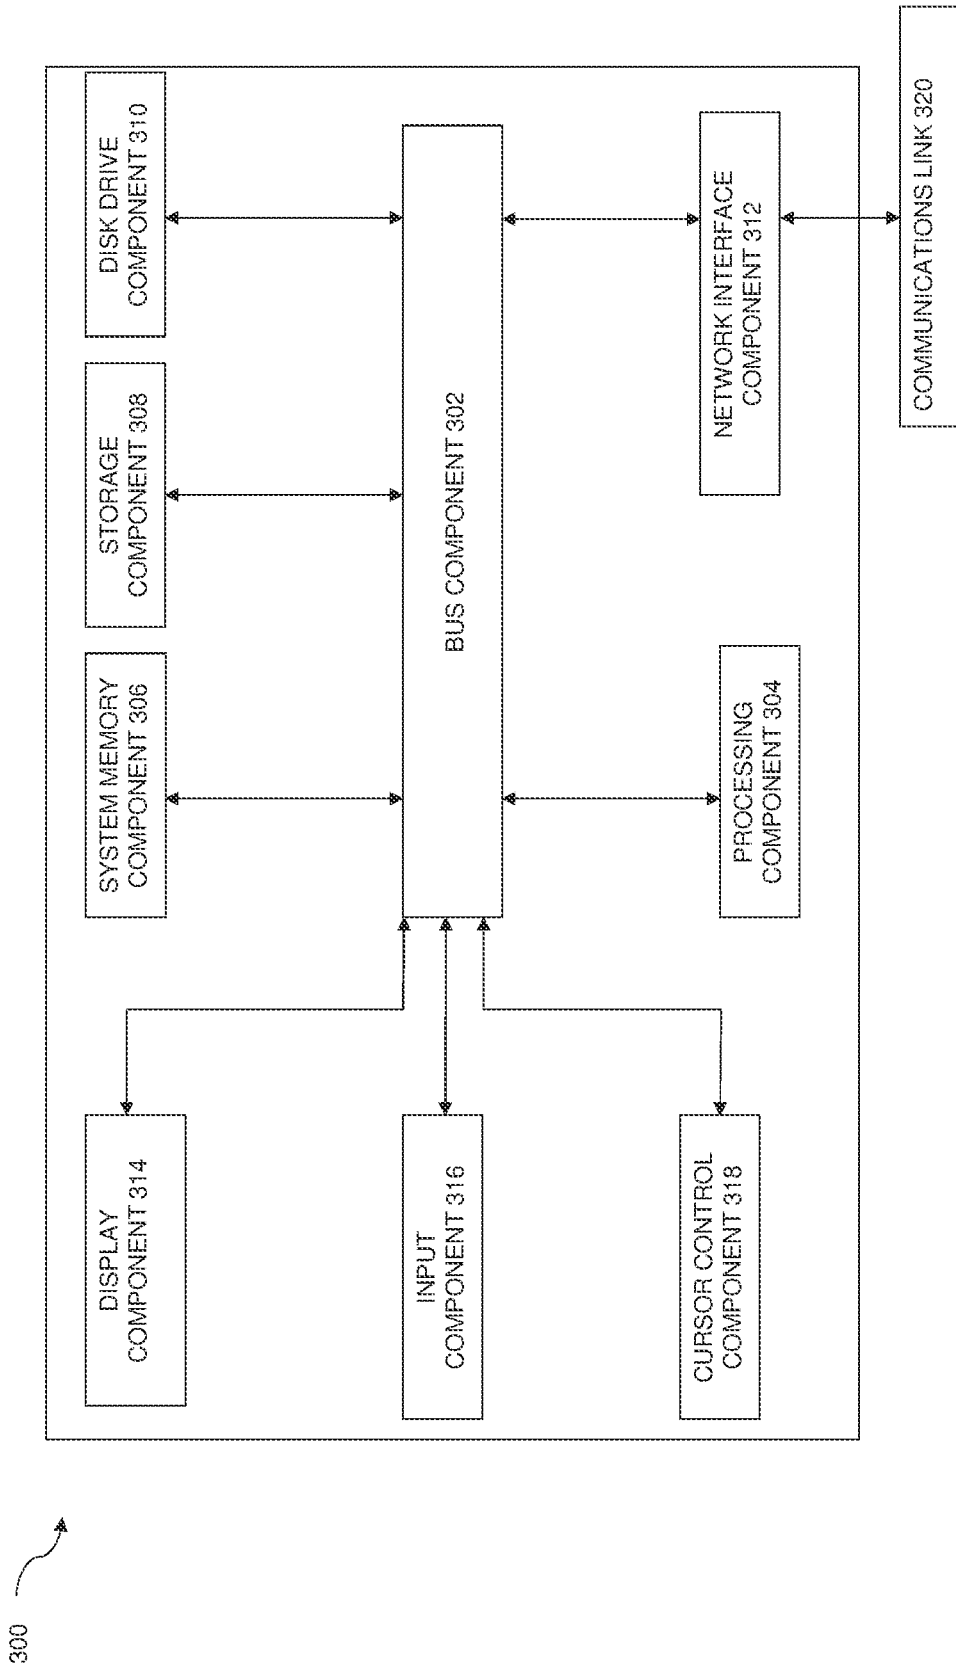 300
DISPLAY
COMPONENT 314
SYSTEM MEMORY
COMPONENT 306
STORAGE
COMPONENT 308
DISK DRIVE
COMPONENT 310
INPUT
COMPONENT 316
BUS COMPONENT 302
CURSOR CONTROL
COMPONENT 318
PROCESSING
COMPONENT 304
NETWORK INTERFACE
COMPONENT 312
COMMUNICATIONS LINK 320